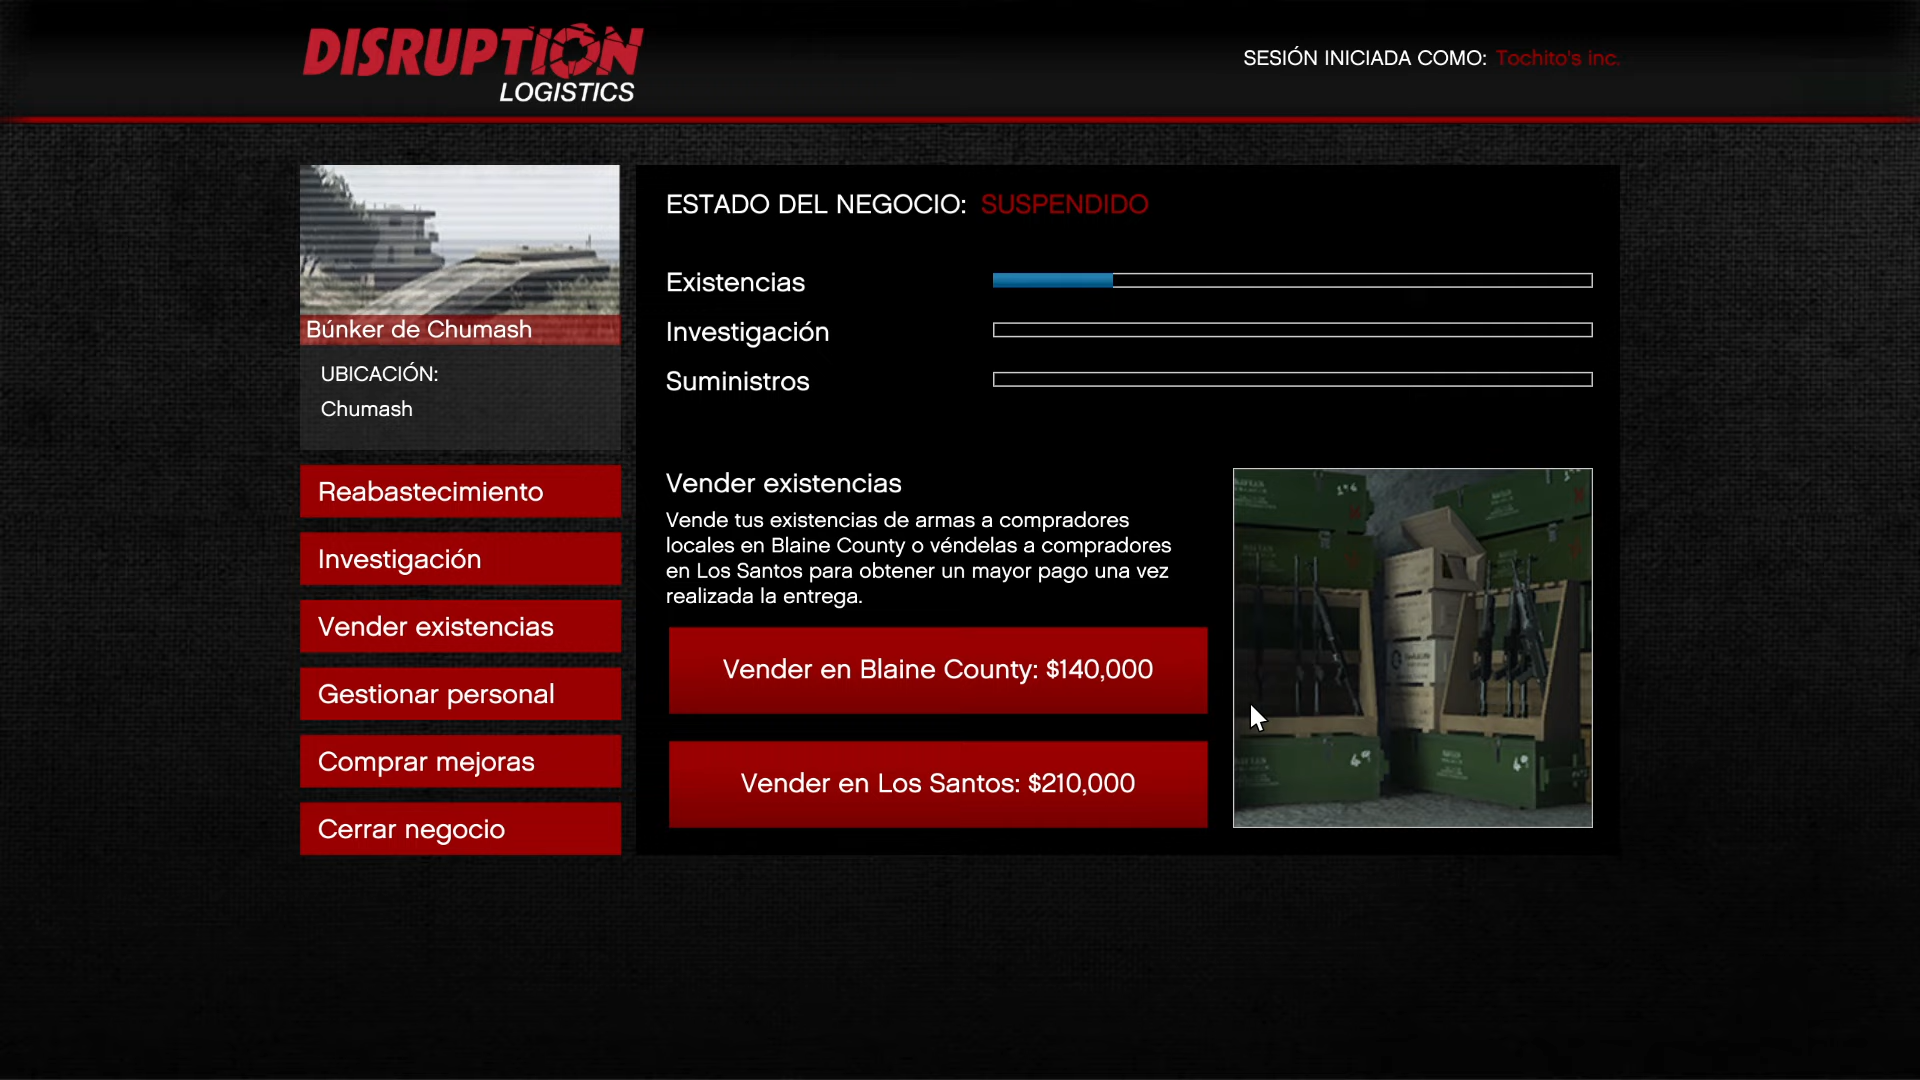 DISRUPTION
LOGISTICS
SESIÓN INICIADA COMO: Tochito's inc.
Búnker de Chumash
UBICACIÓN:
Chumash
Reabastecimiento
Investigación
Vender existencias
Gestionar personal
Comprar mejoras
Cerrar negocio
ESTADO DEL NEGOCIO: SUSPENDIDO
Existencias
Investigación
Suministros
Vender existencias
Vende tus existencias de armas a compradores
locales en Blaine County o véndelas a compradores
en Los Santos para obtener un mayor pago una vez
realizada la entrega.
Vender en Blaine County: $140,000
Vender en Los Santos: $210,000